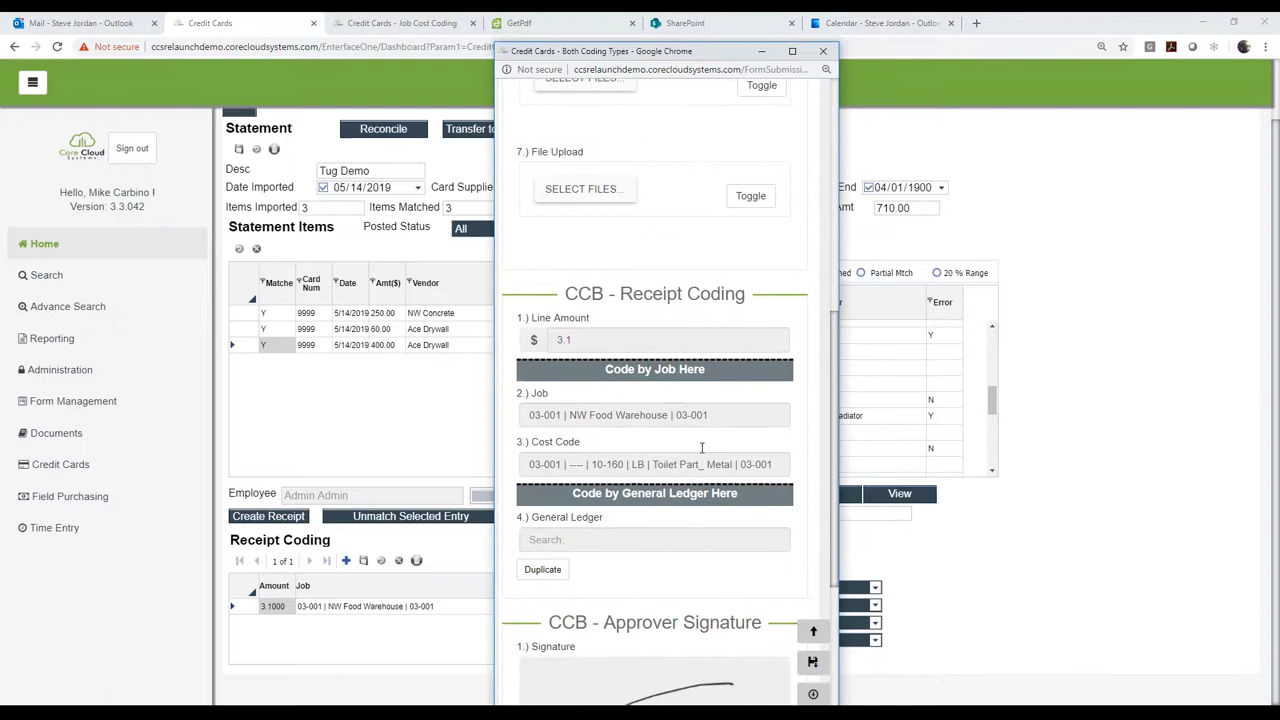 Mail - Steve Jordan - Outlook
Credit Cards
Credit Cards - Job Cost Coding
GetPdf
SharePoint
Calendar - Steve Jordan - Outlo
Not secure
ccsrelaunchdemo.corecloudsystems.com/EnterfaceOne/Dashboard?Param1=Credit
Credit Cards - Both Coding Types - Google Chrome
Not secure ccsrelaunchdemo.corecloudsystems.com/FormSubmissi...
Core Cloud
Systems
Sign out
Hello, Mike Carbino !
Version: 3.3.042
Home
Search
Advance Search
Reporting
Administration
Form Management
Documents
Credit Cards
Field Purchasing
Time Entry
Statement
Reconcile
Transfer to
Desc
Tug Demo
Date Imported
05/14/2019
Card Supplie
Items Imported
3
Items Matched
3
Statement Items
Posted Status
All
Matche
Card
Num
Date
Amt($)
Vendor
Y 9999 5/14/2019 250.00 NW Concrete
Y 9999 5/14/2019 60.00 Ace Drywall
Y 9999 5/14/2019 400.00 Ace Drywall
Employee
Admin Admin
Create Receipt
Unmatch Selected Entry
Receipt Coding
1 of 1
Amount
Job
3.1000 03-001 | NW Food Warehouse | 03-001
SELECT FILES...
Toggle
7.) File Upload
SELECT FILES...
Toggle
CCB - Receipt Coding
1.) Line Amount
$ 3.1
Code by Job Here
2.) Job
03-001 | NW Food Warehouse | 03-001
3.) Cost Code
03-001 | ---- | 10-160 | LB | Toilet Part_ Metal | 03-001
Code by General Ledger Here
4.) General Ledger
Search:
Duplicate
CCB - Approver Signature
1.) Signature
End
04/01/1900
Amt
710.00
ned
Partial Mtch
20 % Range
or
Error
Y
N
adiator
Y
N
View